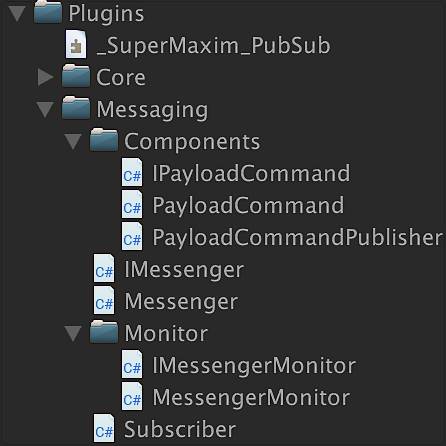 Plugins
_SuperMaxim_PubSub
Core
Messaging
Components
C# IPayloadCommand
C# PayloadCommand
C# PayloadCommandPublisher
C# IMessenger
C# Messenger
Monitor
C# IMessengerMonitor
C# MessengerMonitor
C# Subscriber